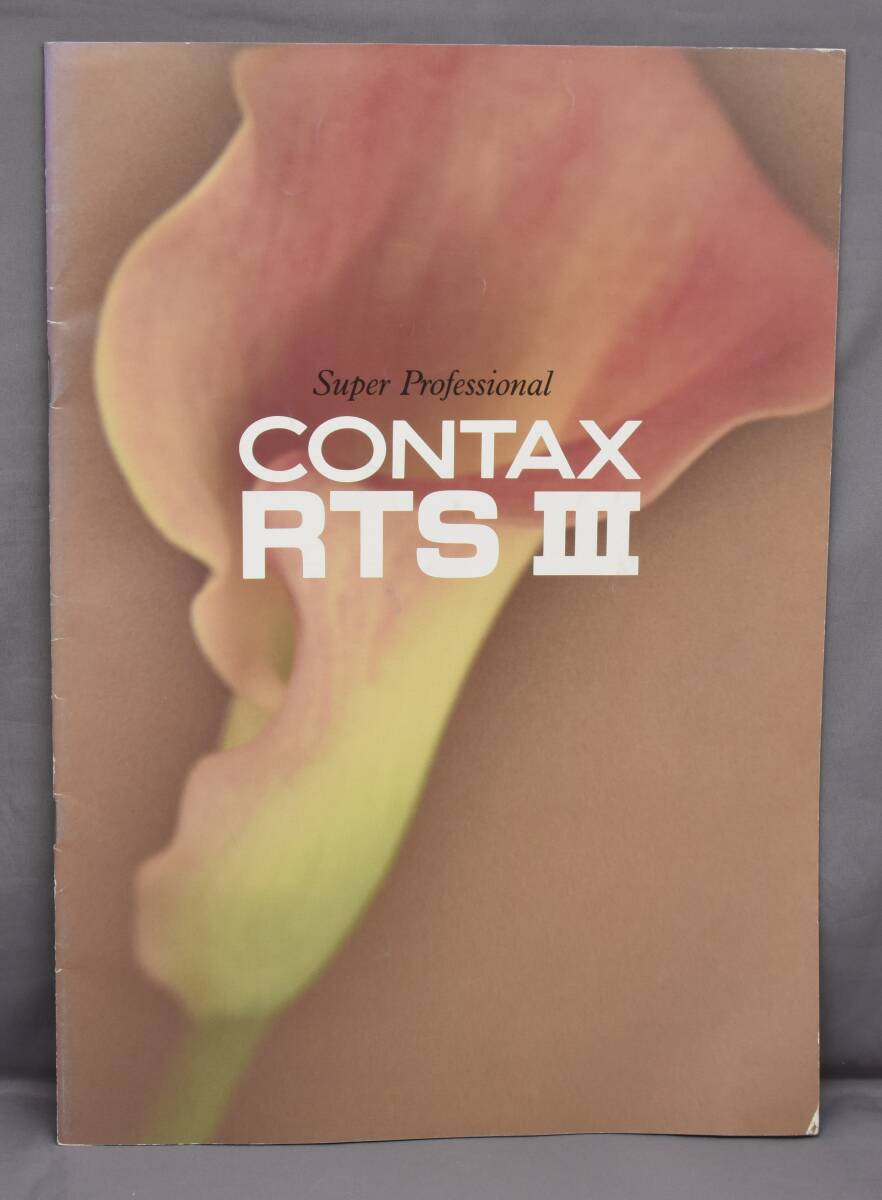 Super Professional
CONTAX
RTS III